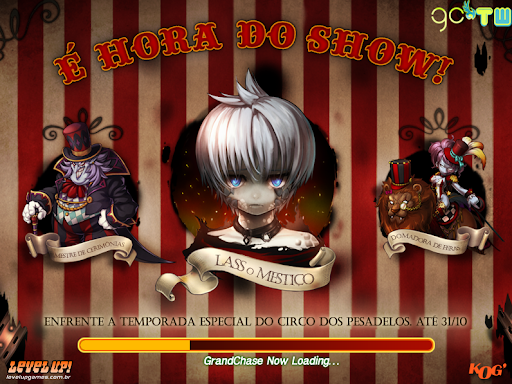 gcTW
É HORA DO SHOW!
MESTRE DE CERIMÔNIAS
LASS O MESTIÇO
DOMADORA DE FERAS
ENFRENTE A TEMPORADA ESPECIAL DO CIRCO DOS PESADELOS. ATÉ 31/10
GrandChase Now Loading...
LEVEL UP!
levelupgames.com.br
KOG